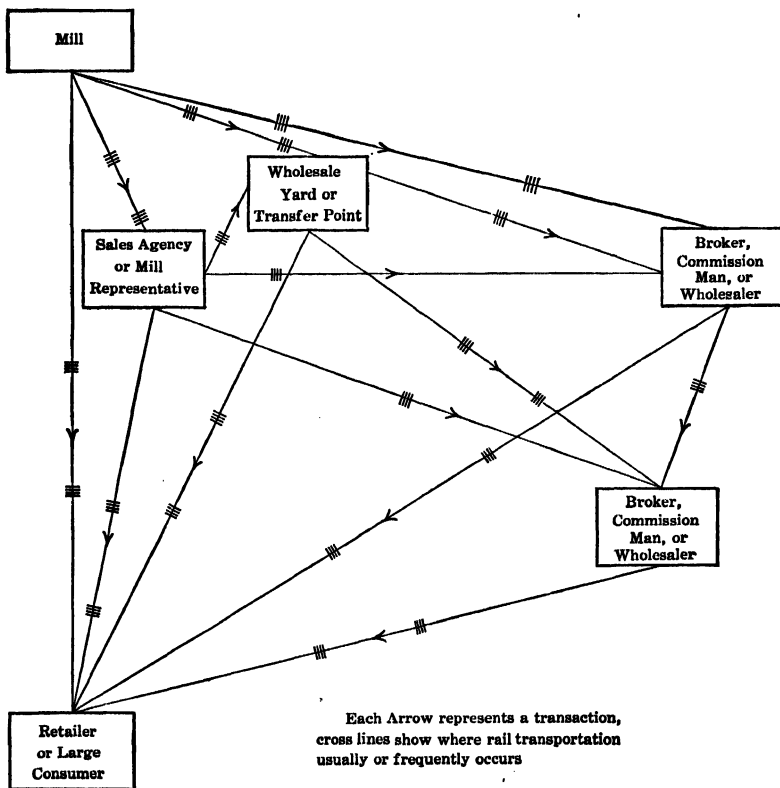 Mill
Wholesale
Yard or
Transfer Point
Sales Agency
or Mill
Representative
Broker,
Commission
Man, or
Wholesaler
Broker,
Commission
Man, or
Wholesaler
Retailer
or Large
Consumer
Each Arrow represents a transaction,
cross lines show where rail transportation
usually or frequently occurs